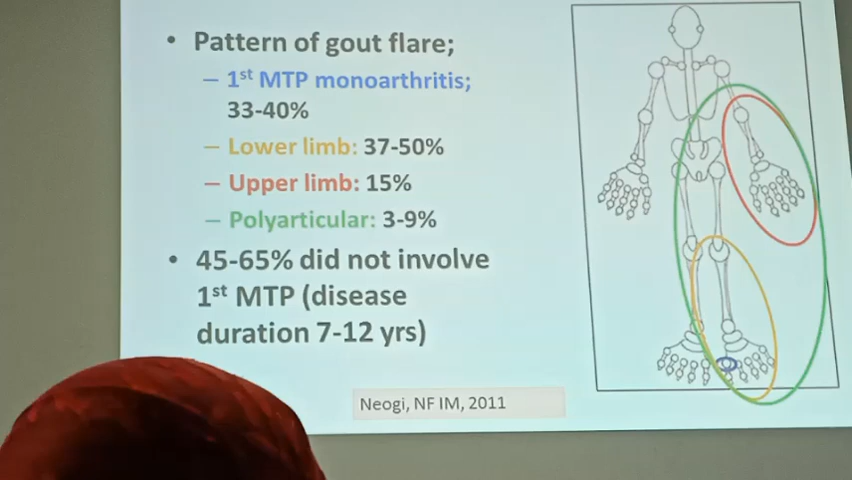 • Pattern of gout flare;
– 1st MTP monoarthritis;
33-40%
– Lower limb: 37-50%
– Upper limb: 15%
– Polyarticular: 3-9%
• 45-65% did not involve
1st MTP (disease
duration 7-12 yrs)
Neogi, NF IM, 2011